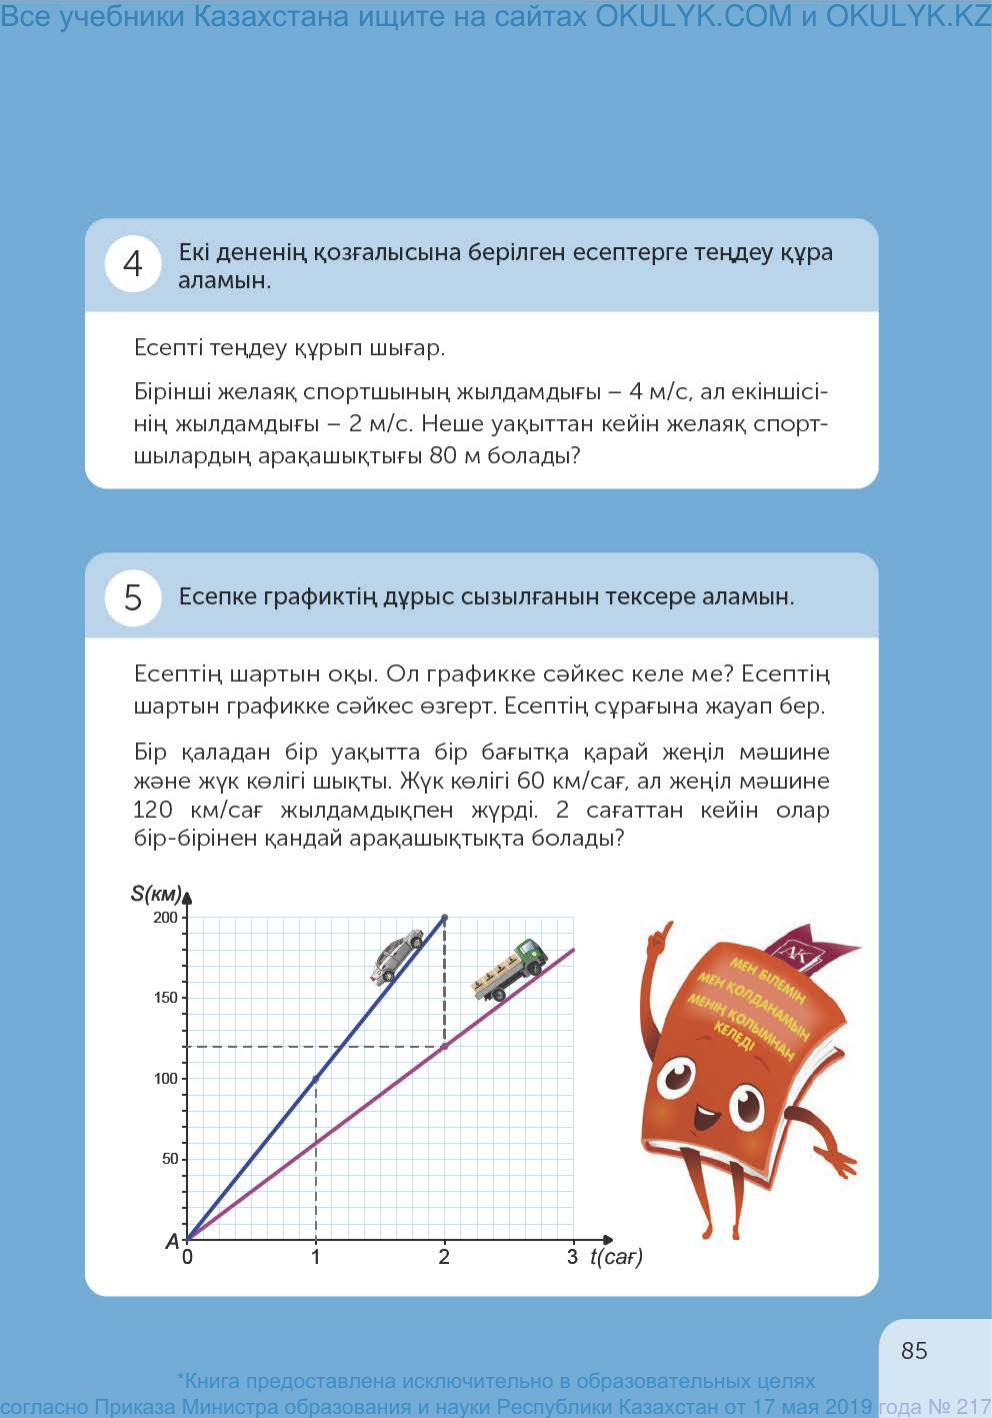 Все учебники Казахстана ищите на сайтах OKULYK.COM и OKULYK.KZ
4
Екі дененің қозғалысына берілген есептерге теңдеу құра
аламын.
Есепті теңдеу құрып шығар.
Бірінші желаяқ спортшының жылдамдығы – 4 м/с, ал екіншісі-
нің жылдамдығы – 2 м/с. Неше уақыттан кейін желаяқ спорт-
шылардың арақашықтығы 80 м болады?
5
Есепке графиктің дұрыс сызылғанын тексере аламын.
Есептің шартын оқы. Ол графикке сәйкес келе ме? Есептің
шартын графикке сәйкес өзгерт. Есептің сұрағына жауап бер.
Бір қаладан бір уақытта бір бағытқа қарай жеңіл мәшине
және жүк көлігі шықты. Жүк көлігі 60 км/сағ, ал жеңіл мәшине
120 км/сағ жылдамдықпен жүрді. 2 сағаттан кейін олар
бір-бірінен қандай арақашықтықта болады?
S(км)
200
150
100
50
A
0 1 2 3 t(сағ)
АК
МЕН БІЛЕМІН
МЕН ҚОЛДАНАМЫН
МЕНІҢ ҚОЛЫМНАН
КЕЛЕДІ
85
*Книга предоставлена исключительно в образовательных целях
согласно Приказа Министра образования и науки Республики Казахстан от 17 мая 2019 года № 217